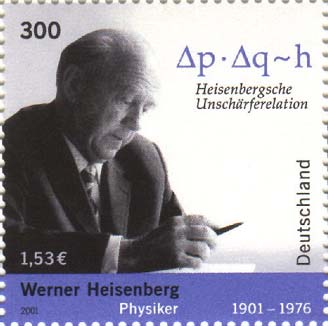 300
Δp · Δq ~ h
Heisenbergsche
Unschärferelation
Deutschland
1,53 €
Werner Heisenberg
2001 Physiker 1901 – 1976